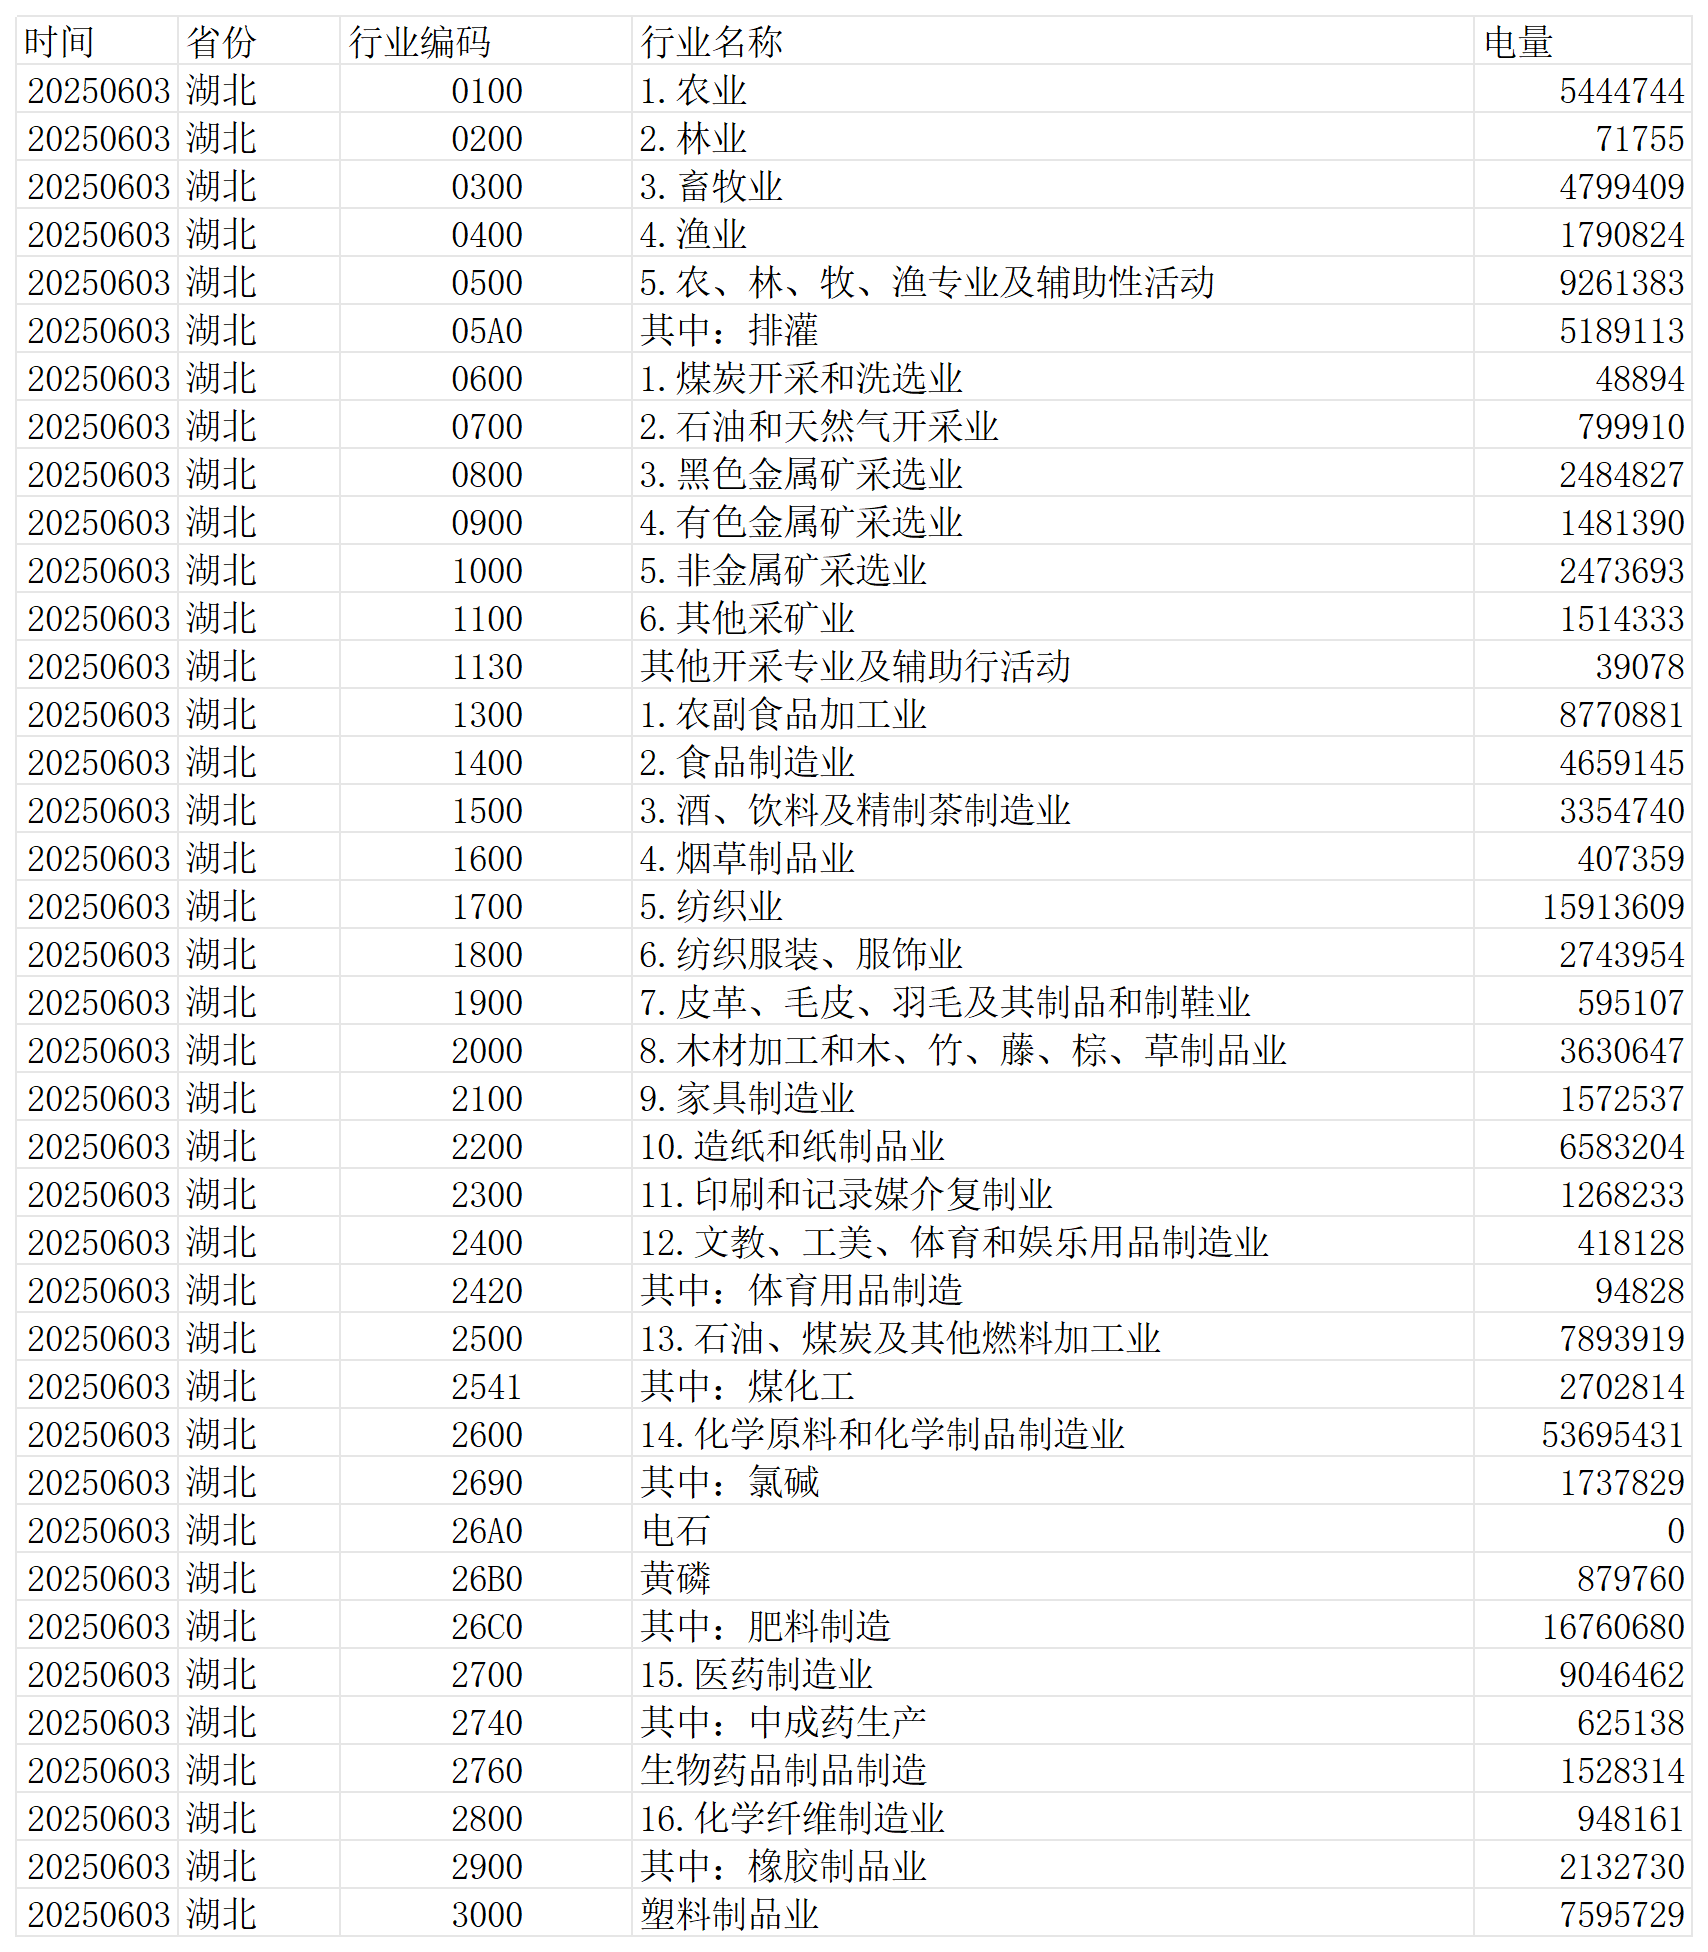 时间 省份 行业编码 行业名称 电量
20250603 湖北 0100 1.农业 5444744
20250603 湖北 0200 2.林业 71755
20250603 湖北 0300 3.畜牧业 4799409
20250603 湖北 0400 4.渔业 1790824
20250603 湖北 0500 5.农、林、牧、渔专业及辅助性活动 9261383
20250603 湖北 05A0 其中：排灌 5189113
20250603 湖北 0600 1.煤炭开采和洗选业 48894
20250603 湖北 0700 2.石油和天然气开采业 799910
20250603 湖北 0800 3.黑色金属矿采选业 2484827
20250603 湖北 0900 4.有色金属矿采选业 1481390
20250603 湖北 1000 5.非金属矿采选业 2473693
20250603 湖北 1100 6.其他采矿业 1514333
20250603 湖北 1130 其他开采专业及辅助行活动 39078
20250603 湖北 1300 1.农副食品加工业 8770881
20250603 湖北 1400 2.食品制造业 4659145
20250603 湖北 1500 3.酒、饮料及精制茶制造业 3354740
20250603 湖北 1600 4.烟草制品业 407359
20250603 湖北 1700 5.纺织业 15913609
20250603 湖北 1800 6.纺织服装、服饰业 2743954
20250603 湖北 1900 7.皮革、毛皮、羽毛及其制品和制鞋业 595107
20250603 湖北 2000 8.木材加工和木、竹、藤、棕、草制品业 3630647
20250603 湖北 2100 9.家具制造业 1572537
20250603 湖北 2200 10.造纸和纸制品业 6583204
20250603 湖北 2300 11.印刷和记录媒介复制业 1268233
20250603 湖北 2400 12.文教、工美、体育和娱乐用品制造业 418128
20250603 湖北 2420 其中：体育用品制造 94828
20250603 湖北 2500 13.石油、煤炭及其他燃料加工业 7893919
20250603 湖北 2541 其中：煤化工 2702814
20250603 湖北 2600 14.化学原料和化学制品制造业 53695431
20250603 湖北 2690 其中：氯碱 1737829
20250603 湖北 26A0 电石 0
20250603 湖北 26B0 黄磷 879760
20250603 湖北 26C0 其中：肥料制造 16760680
20250603 湖北 2700 15.医药制造业 9046462
20250603 湖北 2740 其中：中成药生产 625138
20250603 湖北 2760 生物药品制品制造 1528314
20250603 湖北 2800 16.化学纤维制造业 948161
20250603 湖北 2900 其中：橡胶制品业 2132730
20250603 湖北 3000 塑料制品业 7595729